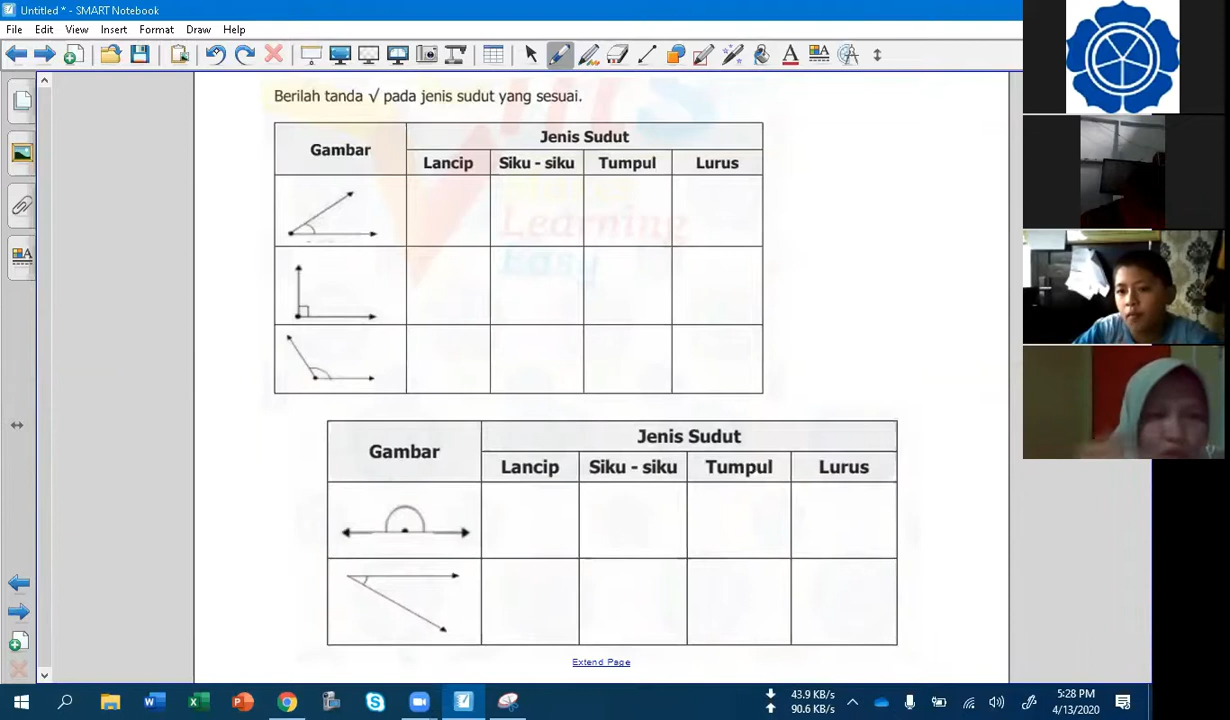 Untitled * - SMART Notebook
File Edit View Insert Format Draw Help
Berilah tanda √ pada jenis sudut yang sesuai.
Gambar
Jenis Sudut
Lancip
Siku - siku
Tumpul
Lurus
Learning
Easy
Gambar
Jenis Sudut
Lancip
Siku - siku
Tumpul
Lurus
Extend Page
43.9 KB/s
90.6 KB/s
5:28 PM
4/13/2020